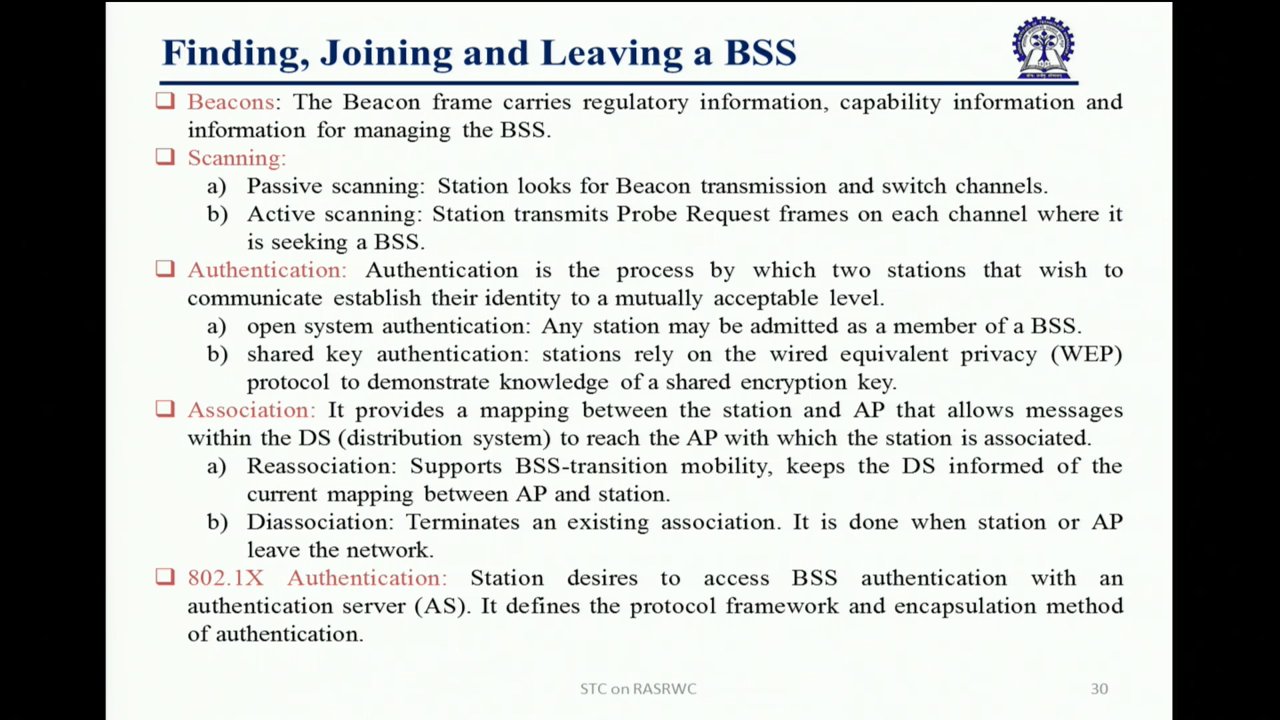 Finding, Joining and Leaving a BSS
❑ Beacons: The Beacon frame carries regulatory information, capability information and
information for managing the BSS.
❑ Scanning:
a) Passive scanning: Station looks for Beacon transmission and switch channels.
b) Active scanning: Station transmits Probe Request frames on each channel where it
is seeking a BSS.
❑ Authentication: Authentication is the process by which two stations that wish to
communicate establish their identity to a mutually acceptable level.
a) open system authentication: Any station may be admitted as a member of a BSS.
b) shared key authentication: stations rely on the wired equivalent privacy (WEP)
protocol to demonstrate knowledge of a shared encryption key.
❑ Association: It provides a mapping between the station and AP that allows messages
within the DS (distribution system) to reach the AP with which the station is associated.
a) Reassociation: Supports BSS-transition mobility, keeps the DS informed of the
current mapping between AP and station.
b) Diassociation: Terminates an existing association. It is done when station or AP
leave the network.
❑ 802.1X Authentication: Station desires to access BSS authentication with an
authentication server (AS). It defines the protocol framework and encapsulation method
of authentication.
STC on RASRWC
30